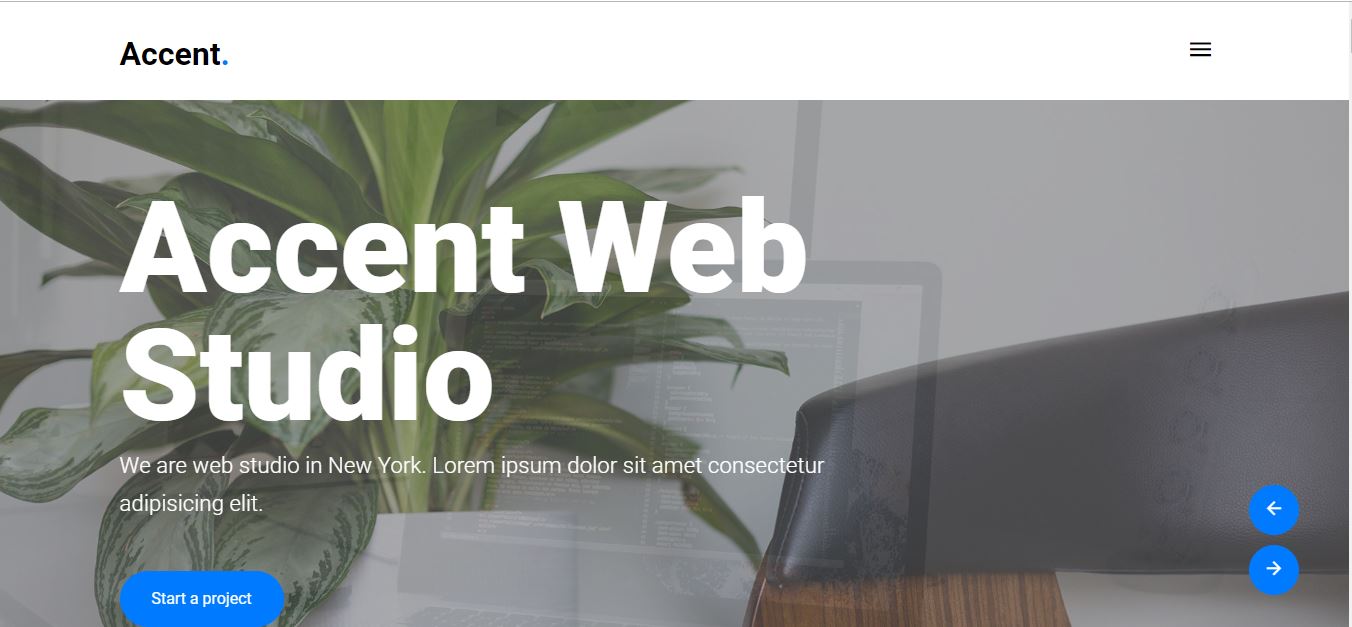 Accent.
Accent Web
Studio
We are web studio in New York. Lorem ipsum dolor sit amet consectetur
adipisicing elit.
Start a project